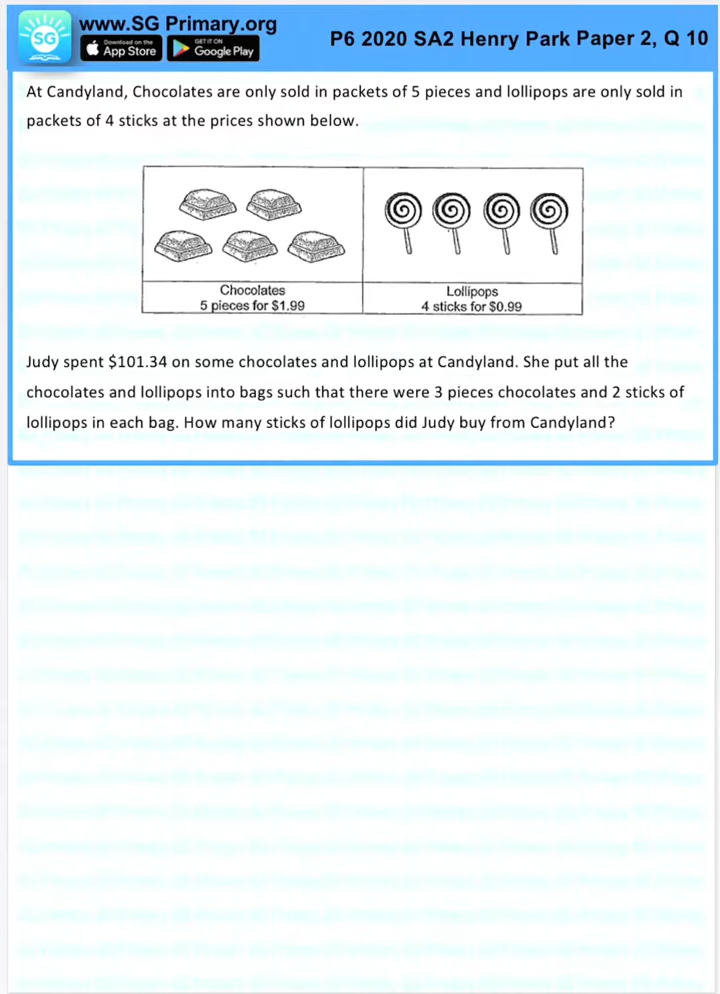 www.SG Primary.org
SG
Download on the
App Store
GET IT ON
Google Play
P6 2020 SA2 Henry Park Paper 2, Q 10
At Candyland, Chocolates are only sold in packets of 5 pieces and lollipops are only sold in
packets of 4 sticks at the prices shown below.
Chocolates
5 pieces for $1.99
Lollipops
4 sticks for $0.99
Judy spent $101.34 on some chocolates and lollipops at Candyland. She put all the
chocolates and lollipops into bags such that there were 3 pieces chocolates and 2 sticks of
lollipops in each bag. How many sticks of lollipops did Judy buy from Candyland?